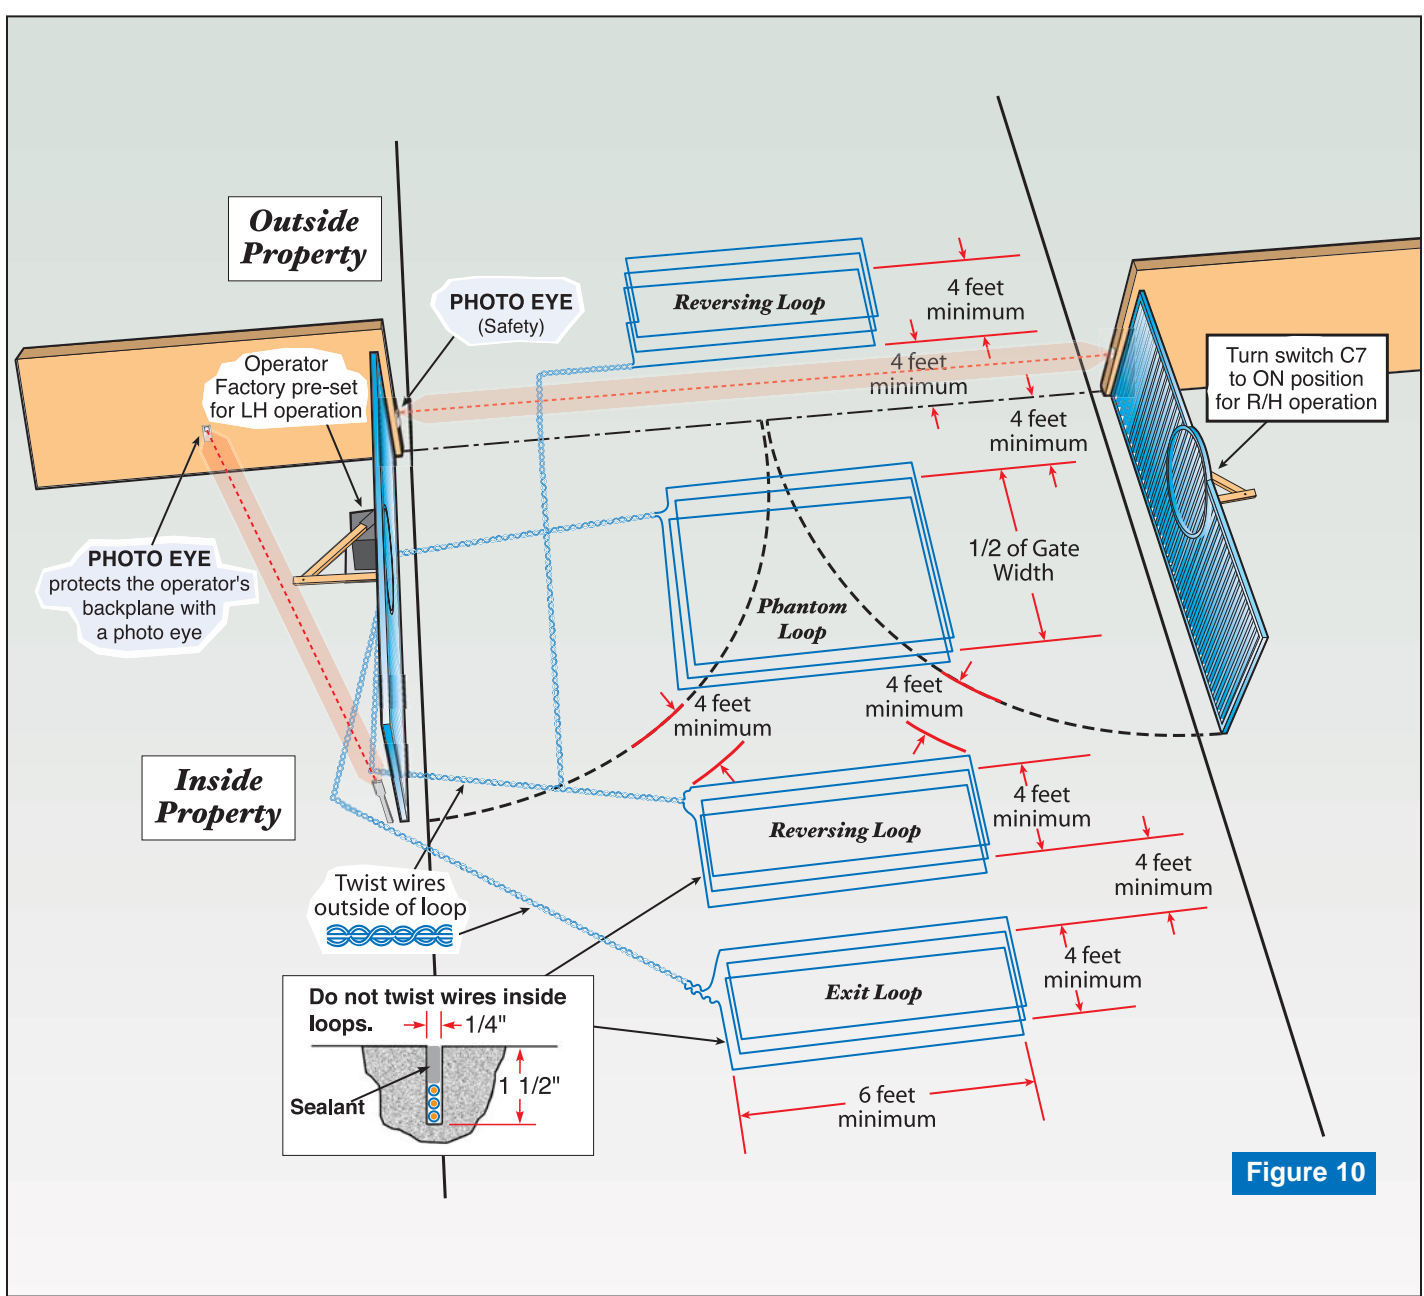 Outside
Property
PHOTO EYE
(Safety)
Reversing Loop
4 feet
minimum
4 feet
minimum
4 feet
minimum
Operator
Factory pre-set
for LH operation
Turn switch C7
to ON position
for R/H operation
PHOTO EYE
protects the operator's
backplane with
a photo eye
1/2 of Gate
Width
Phantom
Loop
4 feet
minimum
4 feet
minimum
Inside
Property
Reversing Loop
4 feet
minimum
4 feet
minimum
Twist wires
outside of loop
Exit Loop
4 feet
minimum
Do not twist wires inside
loops.
1/4"
1 1/2"
Sealant
6 feet
minimum
Figure 10